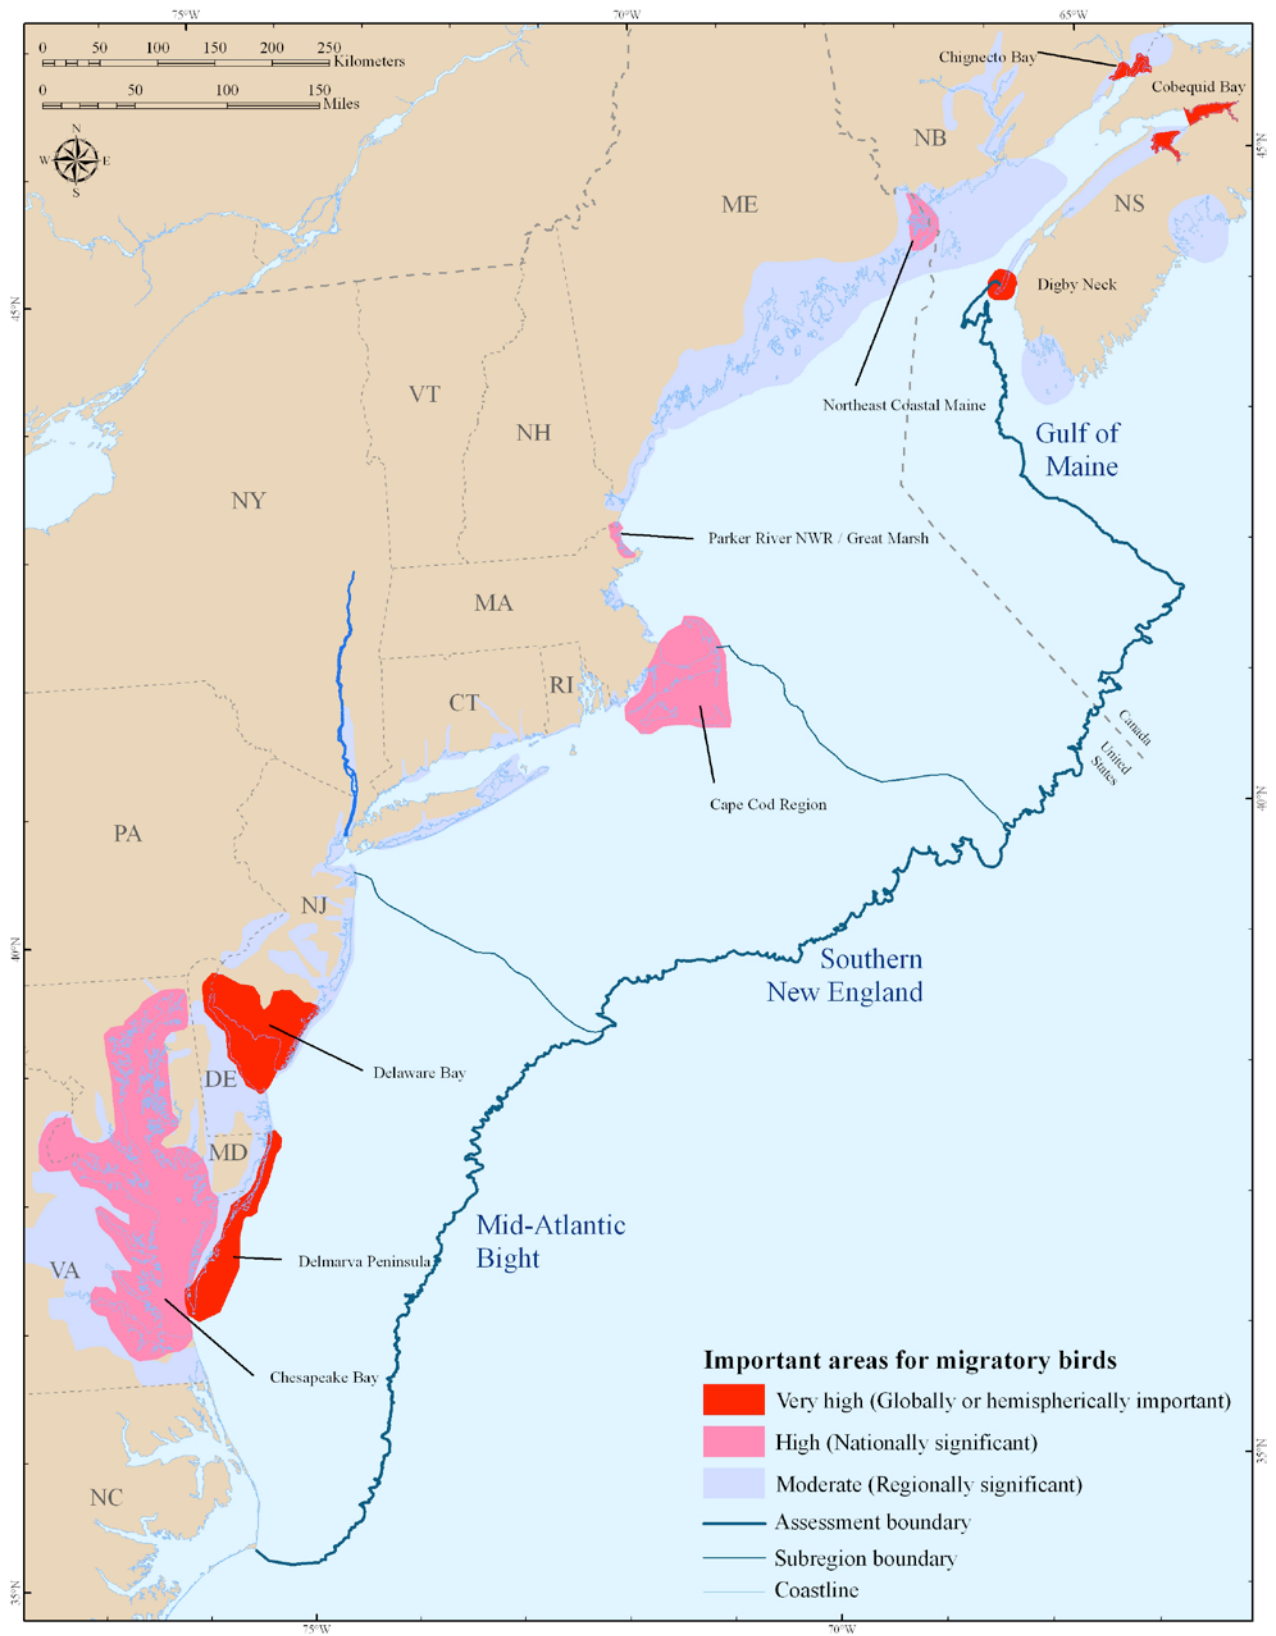 75°W
70°W
65°W
0 50 100 150 200 250
Kilometers
0 50 100 150
Miles
N
W E
S
Chignecto Bay
Cobequid Bay
NB
45°N
ME
NS
Digby Neck
45°N
Northeast Coastal Maine
VT
NH
Gulf of
Maine
NY
Parker River NWR / Great Marsh
MA
CT
RI
Canada
United
States
Cape Cod Region
40°N
PA
NJ
40°N
Southern
New England
Delaware Bay
DE
MD
Mid-Atlantic
Bight
VA
Delmarva Peninsula
Chesapeake Bay
Important areas for migratory birds
Very high (Globally or hemispherically important)
High (Nationally significant)
35°N
Moderate (Regionally significant)
NC
Assessment boundary
Subregion boundary
Coastline
35°N
75°W
70°W